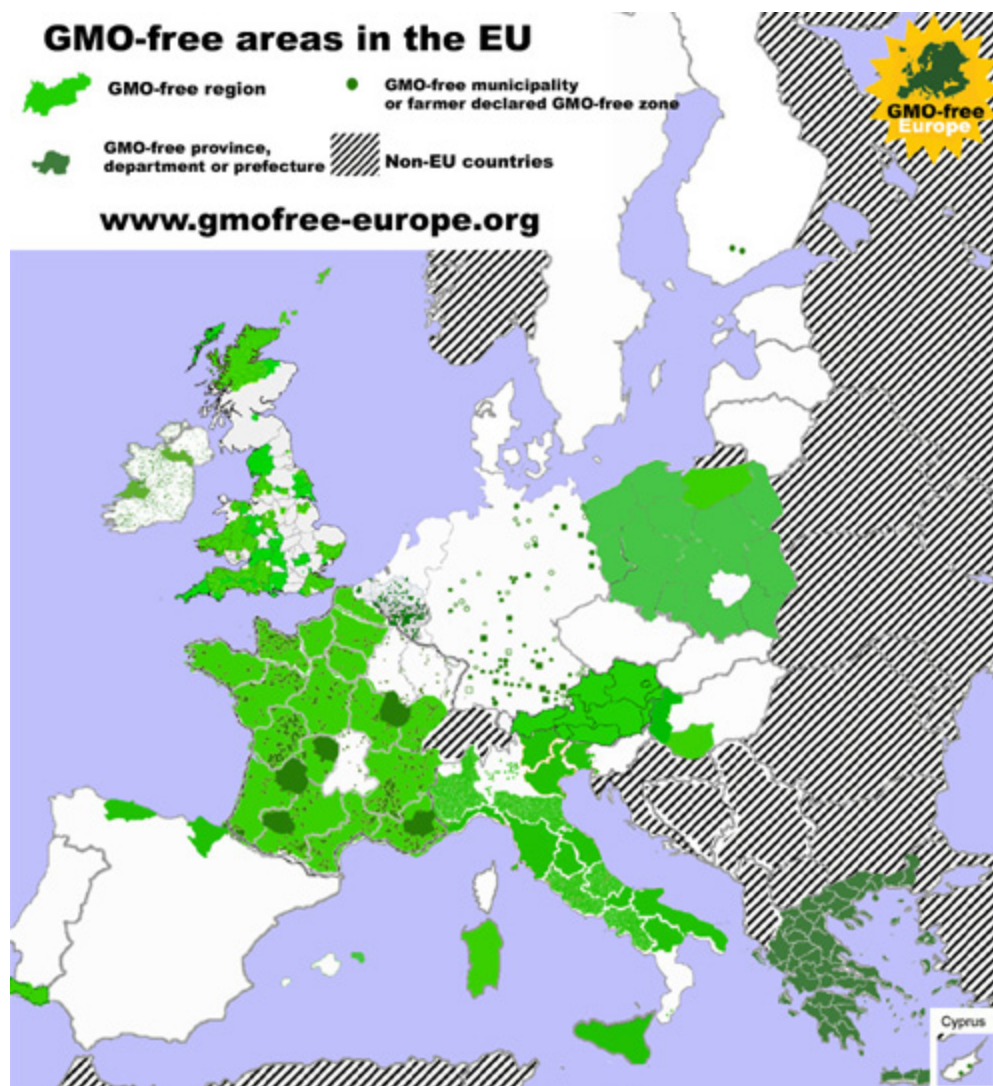 GMO-free areas in the EU
GMO-free region
GMO-free municipality
or farmer declared GMO-free zone
GMO-free province,
department or prefecture
Non-EU countries
www.gmofree-europe.org
GMO-free
Europe
Cyprus